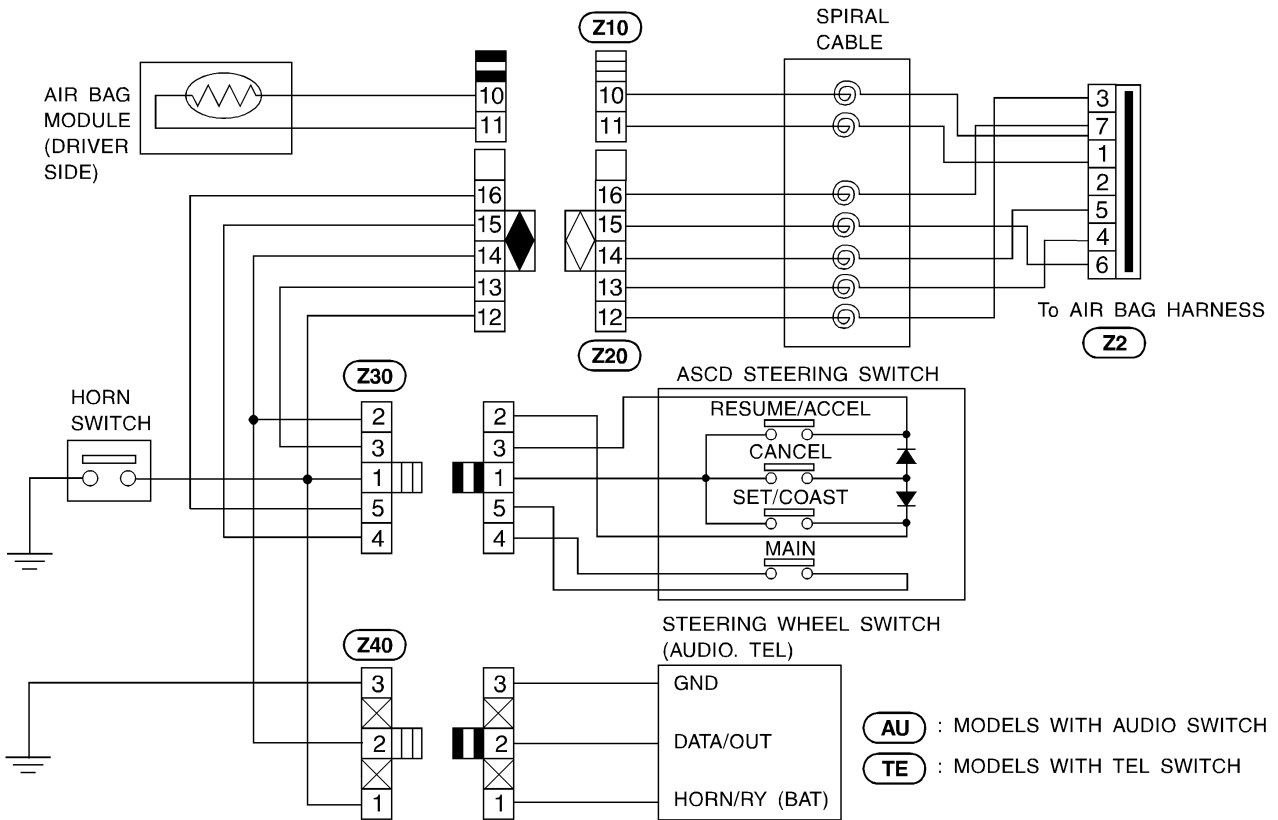 Z10
SPIRAL
CABLE
AIR BAG
MODULE
(DRIVER
SIDE)
10
11
10
11
3
7
1
2
5
4
6
16
15
14
13
12
16
15
14
13
12
To AIR BAG HARNESS
Z2
Z20
Z30
ASCD STEERING SWITCH
HORN
SWITCH
2
3
1
5
4
2
3
1
5
4
RESUME/ACCEL
CANCEL
SET/COAST
MAIN
STEERING WHEEL SWITCH
(AUDIO. TEL)
Z40
3
2
1
3
2
1
GND
DATA/OUT
HORN/RY (BAT)
AU : MODELS WITH AUDIO SWITCH
TE : MODELS WITH TEL SWITCH